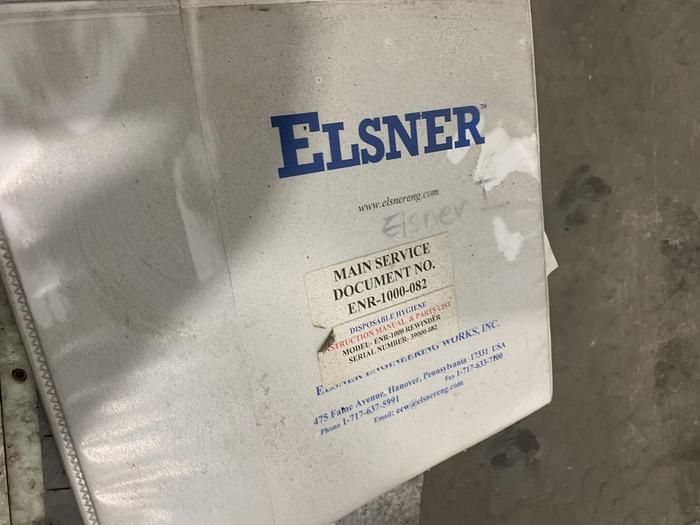 ELSNER™
www.elsnereng.com
Elsner I
MAIN SERVICE
DOCUMENT NO.
ENR-1000-082
DISPOSABLE HYGIENE
INSTRUCTION MANUAL & PARTS LIST
MODEL- ENR-1000 REWINDER
SERIAL NUMBER- 39000-082
ELSNER ENGINEERING WORKS, INC.
475 Fame Avenue, Hanover, Pennsylvania 17331 USA
Phone 1-717-637-5991 Fax 1-717-633-7100
Email: eew@elsnereng.com